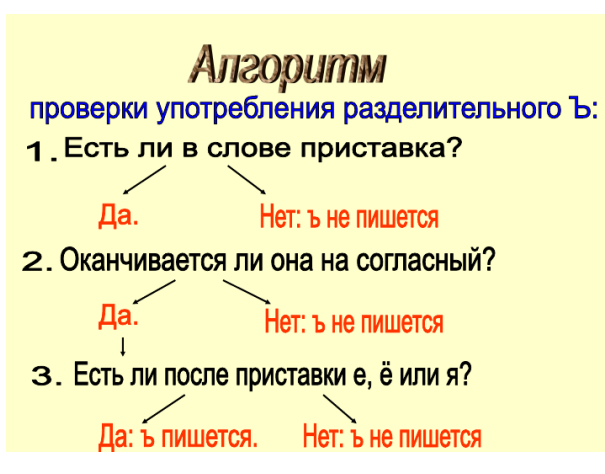 Алгоритм
проверки употребления разделительного Ъ:
1. Есть ли в слове приставка?
Да. Нет: ъ не пишется
2. Оканчивается ли она на согласный?
Да. Нет: ъ не пишется
3. Есть ли после приставки е, ё или я?
Да: ъ пишется. Нет: ъ не пишется